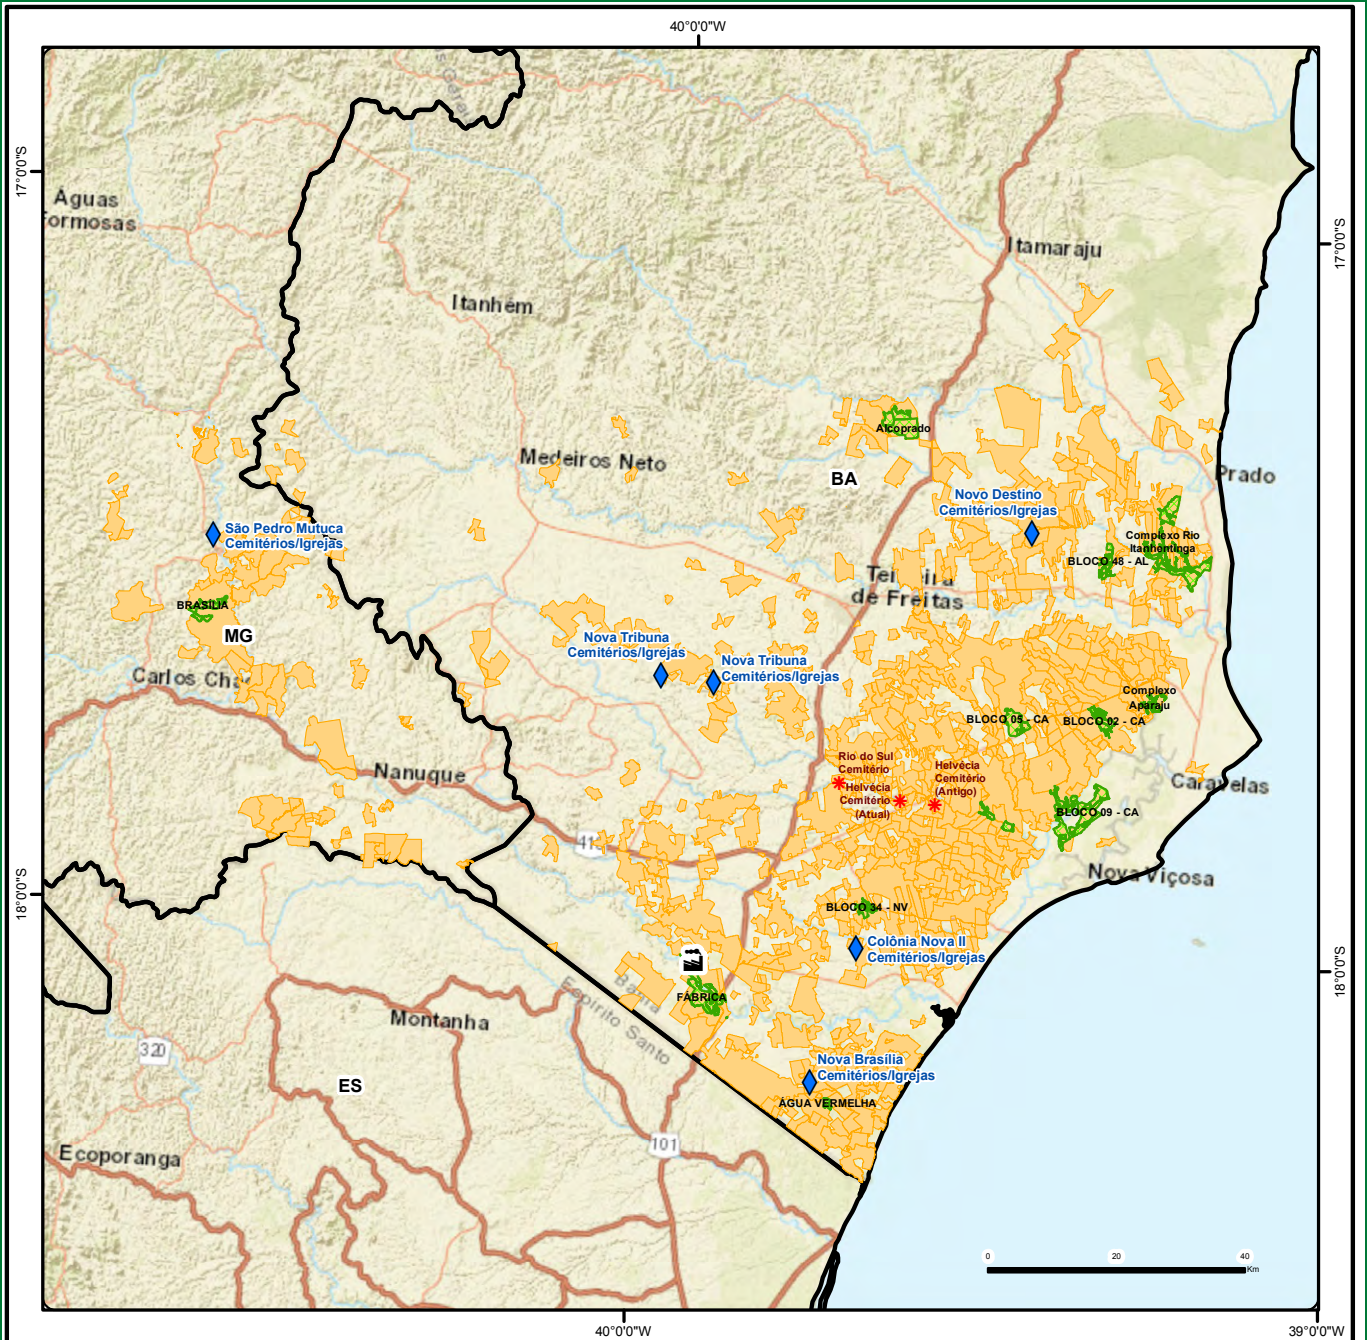 40°0'0"W
17°0'0"S
17°0'0"S
Águas
Formosas
Itamaraju
Itanhém
Alcoprado
Medeiros Neto
BA
Prado
Novo Destino
Cemitérios/Igrejas
São Pedro Mutuca
Cemitérios/Igrejas
Complexo Rio
Itanhentinga
BLOCO 48 - AL
Teixeira
de Freitas
BRASÍLIA
MG
Nova Tribuna
Cemitérios/Igrejas
Nova Tribuna
Cemitérios/Igrejas
Carlos Chag
Complexo
Aparaju
BLOCO 05 - CA
BLOCO 02 - CA
Rio do Sul
Cemitério
Helvécia
Cemitério
(Antigo)
Helvécia
Cemitério
(Atual)
Nanuque
Caravelas
BLOCO 09 - CA
Nova Viçosa
18°0'0"S
BLOCO 34 - NV
Colônia Nova II
Cemitérios/Igrejas
18°0'0"S
FÁBRICA
Bahia
Espírito Santo
Montanha
320
Nova Brasília
Cemitérios/Igrejas
ES
ÁGUA VERMELHA
101
Ecoporanga
0 20 40
Km
40°0'0"W
39°0'0"W